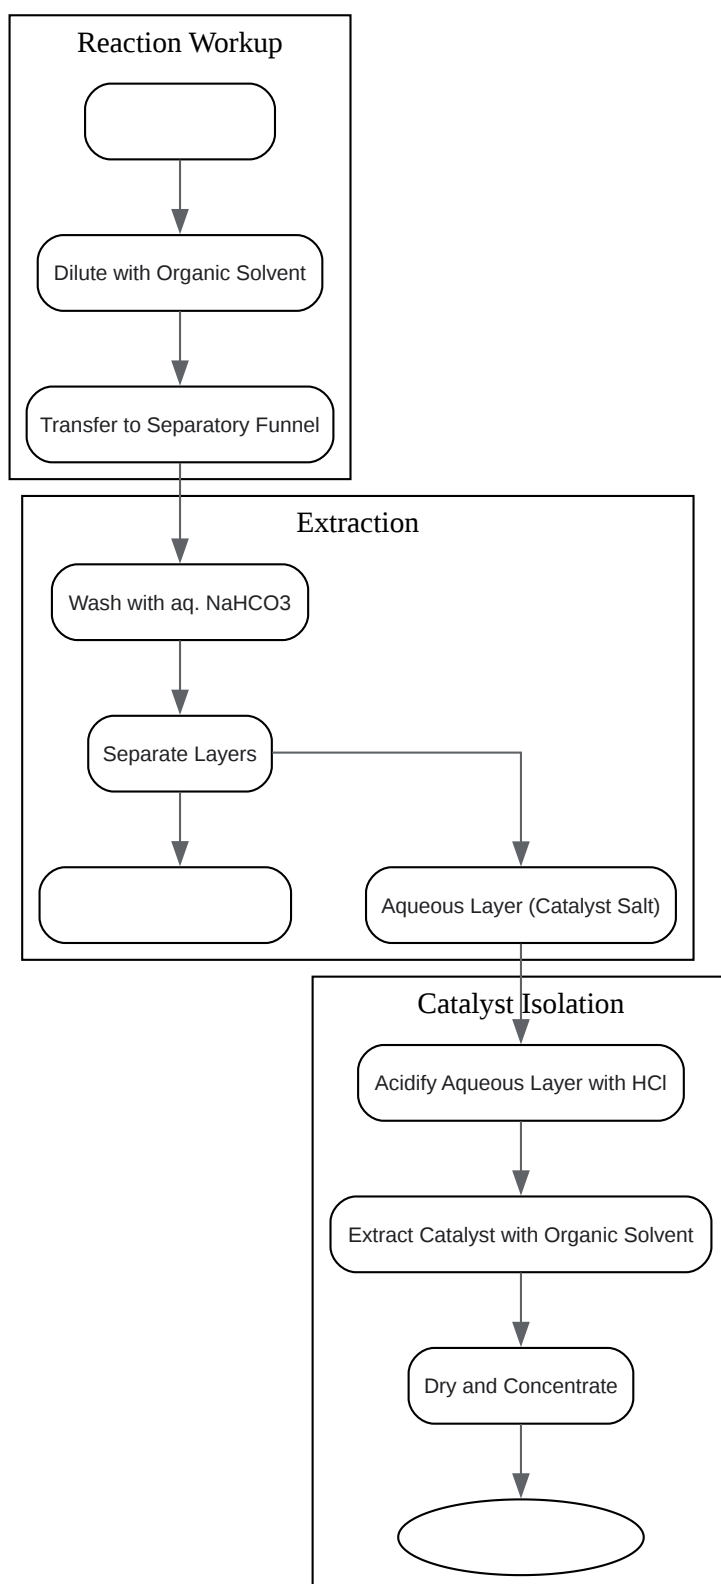 Reaction Workup
Dilute with Organic Solvent
Transfer to Separatory Funnel
Extraction
Wash with aq. NaHCO3
Separate Layers
Aqueous Layer (Catalyst Salt)
Catalyst Isolation
Acidify Aqueous Layer with HCl
Extract Catalyst with Organic Solvent
Dry and Concentrate